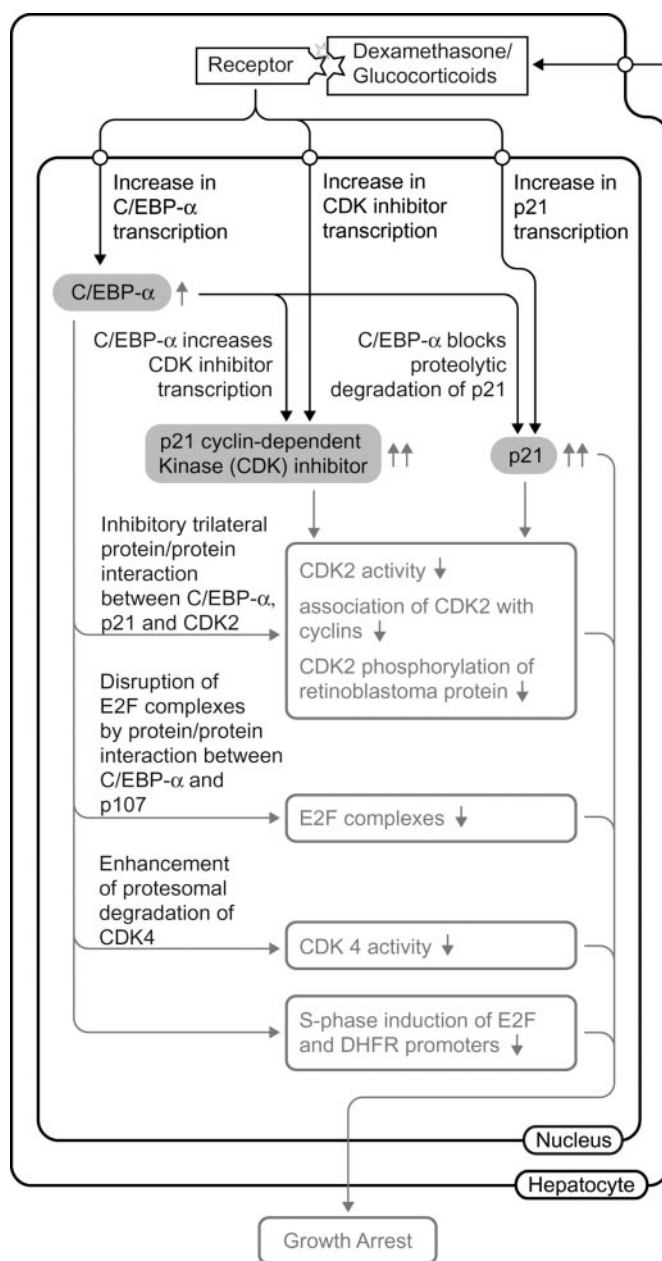 Receptor
Dexamethasone/
Glucocorticoids
Increase in
C/EBP-α
transcription
Increase in
CDK inhibitor
transcription
Increase in
p21
transcription
C/EBP-α
C/EBP-α increases
CDK inhibitor
transcription
C/EBP-α blocks
proteolytic
degradation of p21
p21 cyclin-dependent
Kinase (CDK) inhibitor
p21
Inhibitory trilateral
protein/protein
interaction
between C/EBP-α,
p21 and CDK2
CDK2 activity
association of CDK2 with
cyclins
CDK2 phosphorylation of
retinoblastoma protein
Disruption of
E2F complexes
by protein/protein
interaction between
C/EBP-α and
p107
E2F complexes
Enhancement
of protesomal
degradation of
CDK4
CDK 4 activity
S-phase induction of E2F
and DHFR promoters
Nucleus
Hepatocyte
Growth Arrest